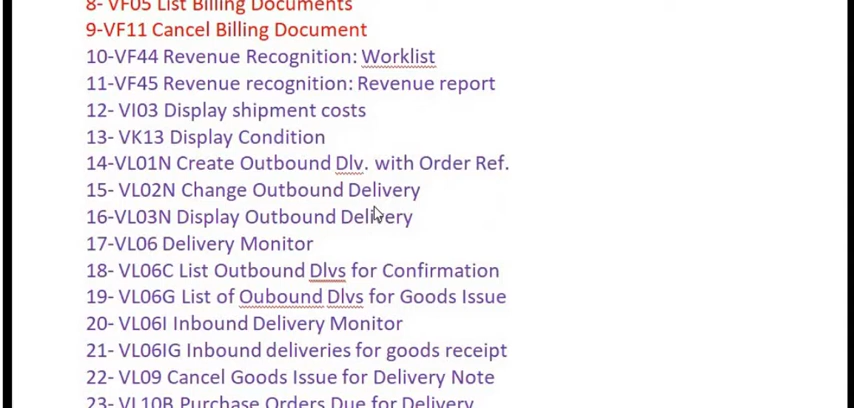 8- VF05 List Billing Documents
9-VF11 Cancel Billing Document
10-VF44 Revenue Recognition: Worklist
11-VF45 Revenue recognition: Revenue report
12- VI03 Display shipment costs
13- VK13 Display Condition
14-VL01N Create Outbound Dlv. with Order Ref.
15- VL02N Change Outbound Delivery
16-VL03N Display Outbound Delivery
17-VL06 Delivery Monitor
18- VL06C List Outbound Dlvs for Confirmation
19- VL06G List of Oubound Dlvs for Goods Issue
20- VL06I Inbound Delivery Monitor
21- VL06IG Inbound deliveries for goods receipt
22- VL09 Cancel Goods Issue for Delivery Note
23- VL10B Purchase Orders Due for Delivery